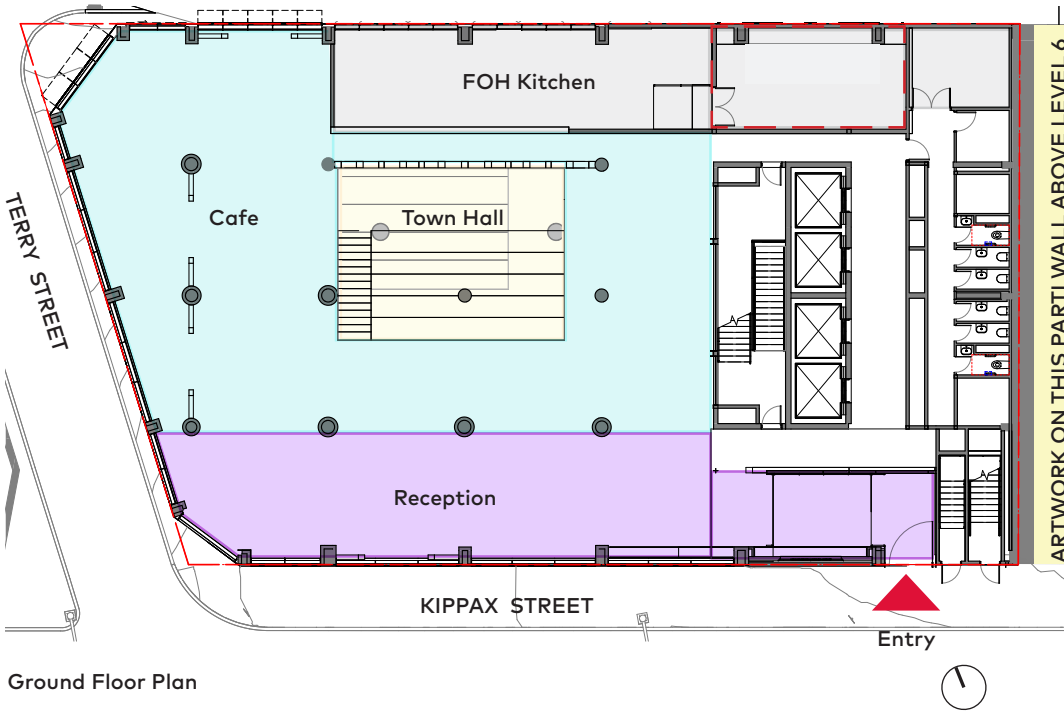 FOH Kitchen
Cafe
Town Hall
TERRY STREET
Reception
ARTWORK ON THIS PARTI WALL ABOVE LEVEL 6
KIPPAX STREET
Entry
Ground Floor Plan